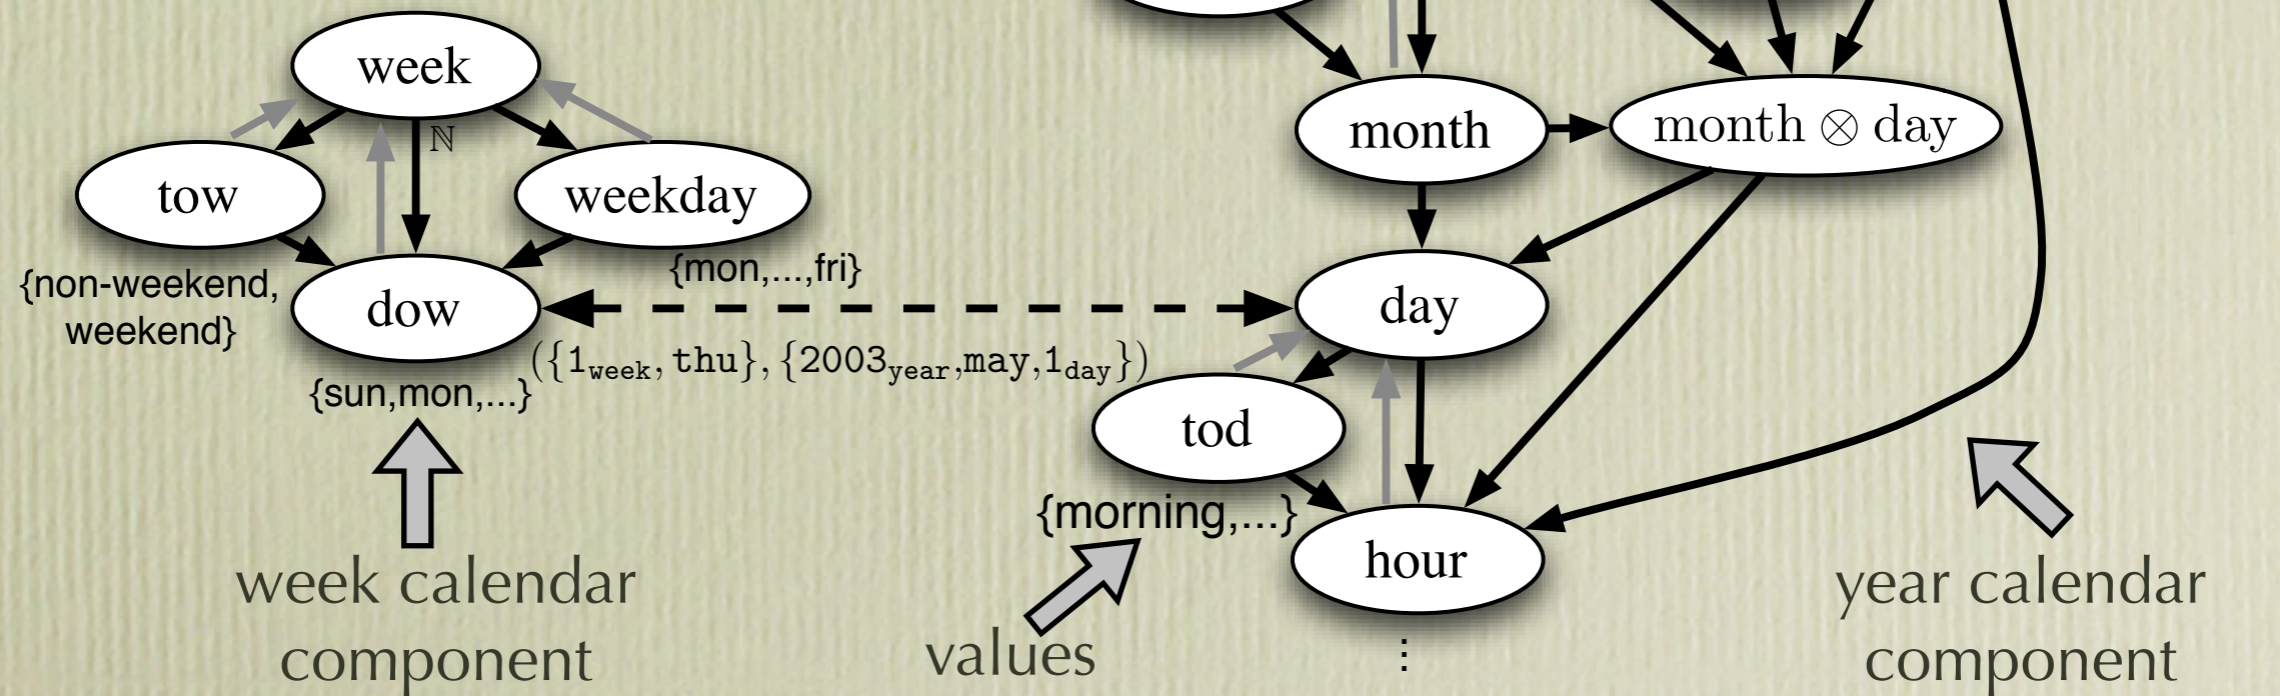 week
ℕ
tow
weekday
{non-weekend,
weekend}
dow
{mon,...,fri}
({1week, thu}, {2003year,may,1day})
{sun,mon,...}
week calendar
component
month
month ⊗ day
day
tod
{morning,...}
hour
⋮
values
year calendar
component